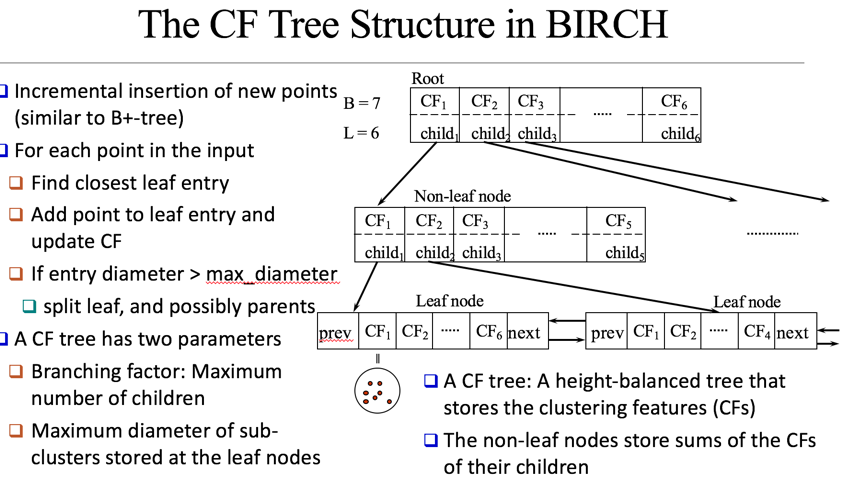 The CF Tree Structure in BIRCH
Incremental insertion of new points
(similar to B+-tree)
For each point in the input
Find closest leaf entry
Add point to leaf entry and
update CF
If entry diameter > max_diameter
split leaf, and possibly parents
A CF tree has two parameters
Branching factor: Maximum
number of children
Maximum diameter of sub-
clusters stored at the leaf nodes
B = 7
L = 6
Root
CF1 CF2 CF3 ..... CF6
child1 child2 child3 child6
Non-leaf node
CF1 CF2 CF3 ..... CF5
child1 child2 child3 child5
..............
Leaf node
prev CF1 CF2 ..... CF6 next
Leaf node
prev CF1 CF2 ..... CF4 next
A CF tree: A height-balanced tree that
stores the clustering features (CFs)
The non-leaf nodes store sums of the CFs
of their children